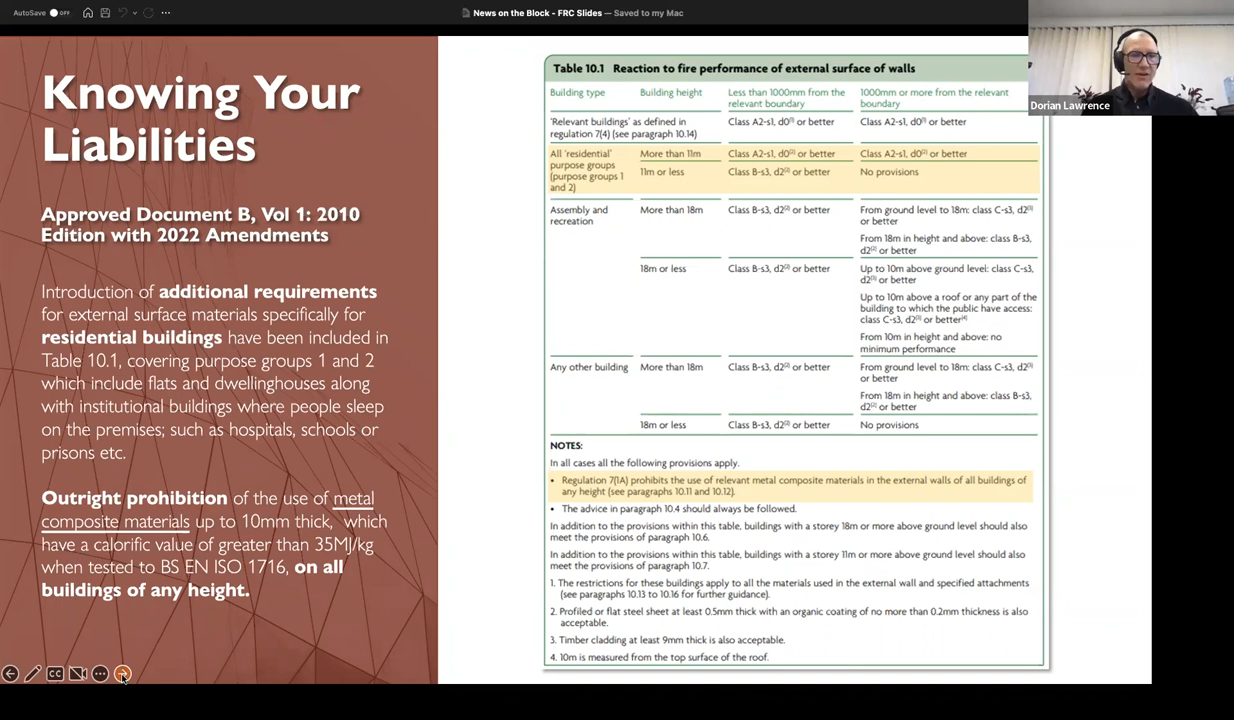 AutoSave OFF
News on the Block - FRC Slides — Saved to my Mac
Dorian Lawrence
Knowing Your
Liabilities
Approved Document B, Vol 1: 2010
Edition with 2022 Amendments
Introduction of additional requirements
for external surface materials specifically for
residential buildings have been included in
Table 10.1, covering purpose groups 1 and 2
which include flats and dwellinghouses along
with institutional buildings where people sleep
on the premises; such as hospitals, schools or
prisons etc.
Outright prohibition of the use of metal
composite materials up to 10mm thick, which
have a calorific value of greater than 35MJ/kg
when tested to BS EN ISO 1716, on all
buildings of any height.
CC
Table 10.1 Reaction to fire performance of external surface of walls
Building type Building height Less than 1000mm from the 1000mm or more from the relevant
relevant boundary boundary
'Relevant buildings' as defined in Class A2-s1, d0(1) or better Class A2-s1, d0(1) or better
regulation 7(4) (see paragraph 10.14)
All 'residential' More than 11m Class A2-s1, d0(2) or better Class A2-s1, d0(2) or better
purpose groups
(purpose groups 1 11m or less Class B-s3, d2(2) or better No provisions
and 2)
Assembly and More than 18m Class B-s3, d2(2) or better From ground level to 18m: class C-s3, d2(3)
recreation or better
From 18m in height and above: class B-s3,
d2(2) or better
18m or less Class B-s3, d2(2) or better Up to 10m above ground level: class C-s3,
d2(3) or better
Up to 10m above a roof or any part of the
building to which the public have access:
class C-s3, d2(3) or better(4)
From 10m in height and above: no
minimum performance
Any other building More than 18m Class B-s3, d2(2) or better From ground level to 18m: class C-s3, d2(3)
or better
From 18m in height and above: class B-s3,
d2(2) or better
18m or less Class B-s3, d2(2) or better No provisions
NOTES:
In all cases all the following provisions apply.
• Regulation 7(1A) prohibits the use of relevant metal composite materials in the external walls of all buildings of
any height (see paragraphs 10.11 and 10.12).
• The advice in paragraph 10.4 should always be followed.
In addition to the provisions within this table, buildings with a storey 18m or more above ground level should also
meet the provisions of paragraph 10.6.
In addition to the provisions within this table, buildings with a storey 11m or more above ground level should also
meet the provisions of paragraph 10.7.
1. The restrictions for these buildings apply to all the materials used in the external wall and specified attachments
(see paragraphs 10.13 to 10.16 for further guidance).
2. Profiled or flat steel sheet at least 0.5mm thick with an organic coating of no more than 0.2mm thickness is also
acceptable.
3. Timber cladding at least 9mm thick is also acceptable.
4. 10m is measured from the top surface of the roof.